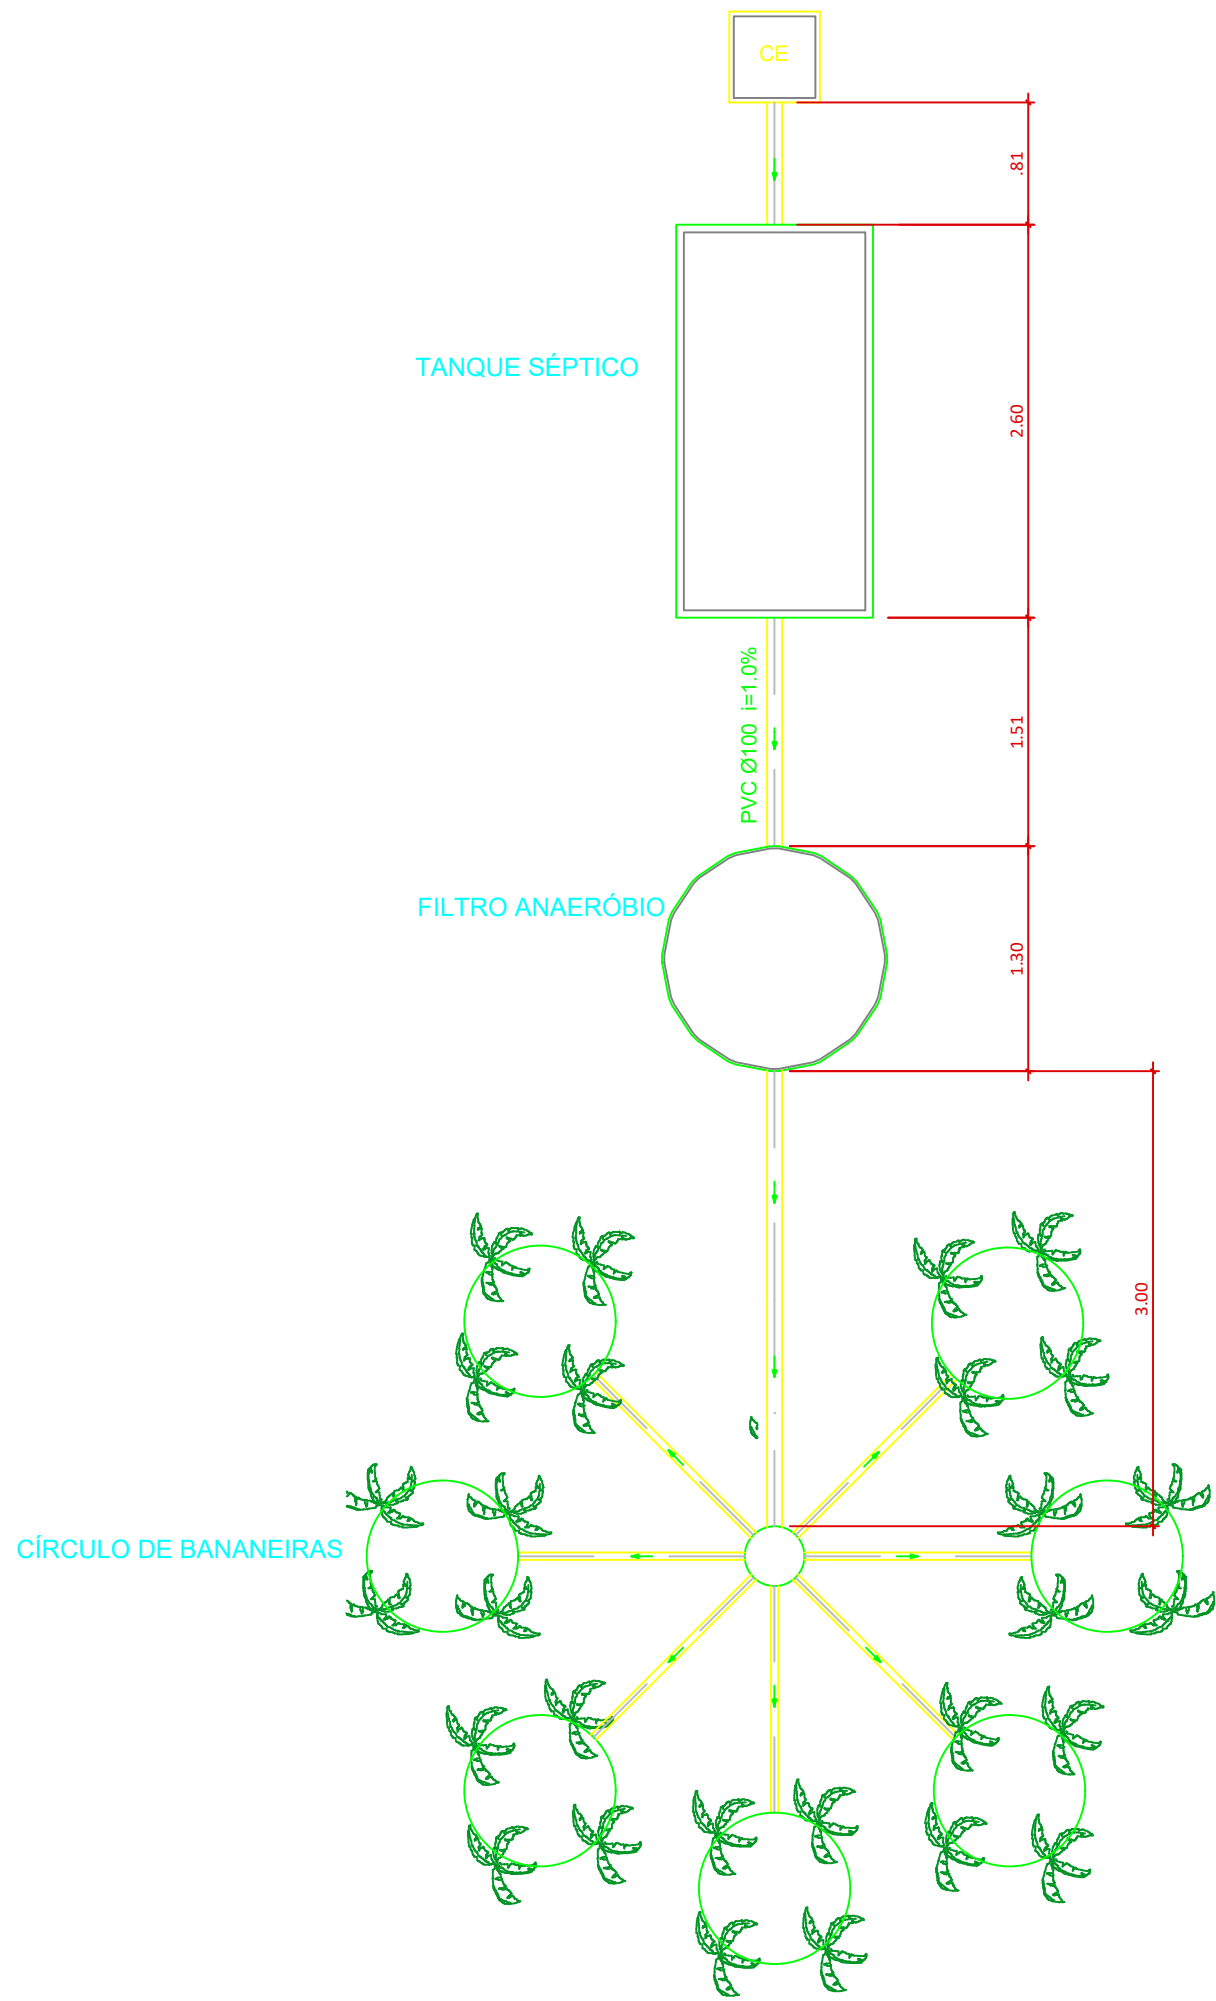 CE
.81
TANQUE SÉPTICO
2.60
PVC Ø100 i=1.0%
1.51
FILTRO ANAERÓBIO
1.30
3.00
CÍRCULO DE BANANEIRAS